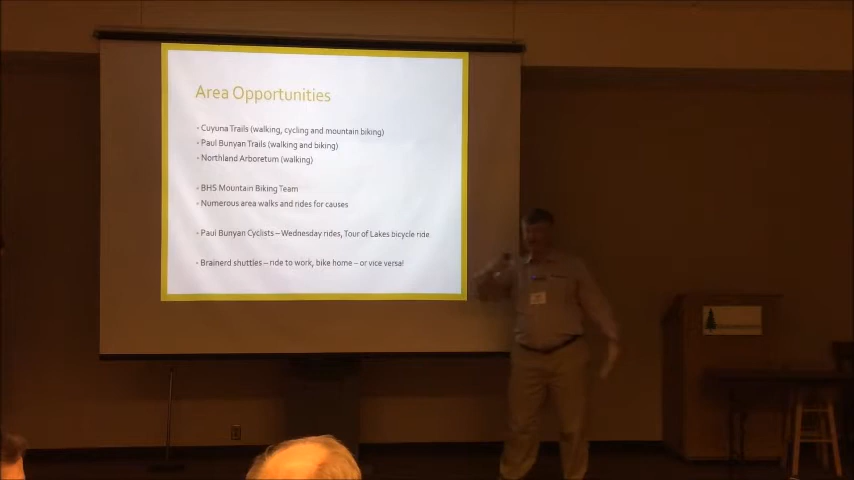 Area Opportunities
- Cuyuna Trails (walking, cycling and mountain biking)
- Paul Bunyan Trails (walking and biking)
- Northland Arboretum (walking)
- BHS Mountain Biking Team
- Numerous area walks and rides for causes
- Paul Bunyan Cyclists – Wednesday rides, Tour of Lakes bicycle ride
- Brainerd shuttles – ride to work, bike home – or vice versa!